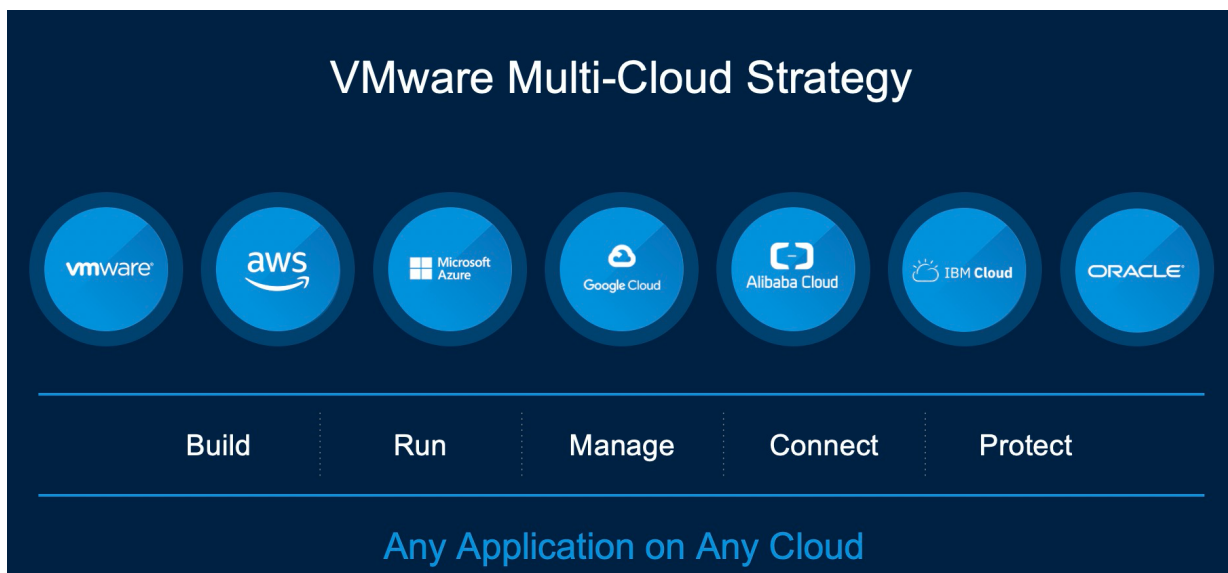 VMware Multi-Cloud Strategy
vmware®
aws
Microsoft
Azure
Google Cloud
Alibaba Cloud
IBM Cloud
ORACLE®
Build
Run
Manage
Connect
Protect
Any Application on Any Cloud